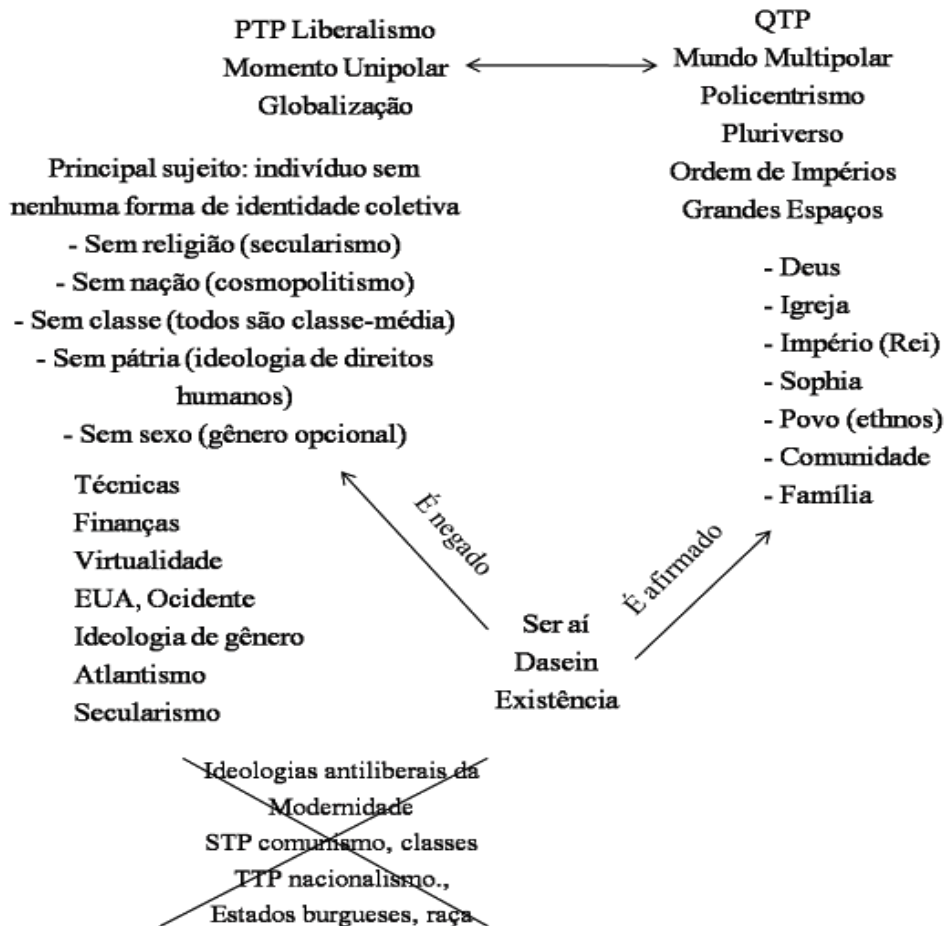 PTP Liberalismo
Momento Unipolar
Globalização
QTP
Mundo Multipolar
Policentrismo
Pluriverso
Ordem de Impérios
Grandes Espaços
Principal sujeito: indivíduo sem
nenhuma forma de identidade coletiva
- Sem religião (secularismo)
- Sem nação (cosmopolitismo)
- Sem classe (todos são classe-média)
- Sem pátria (ideologia de direitos
humanos)
- Sem sexo (gênero opcional)
- Deus
- Igreja
- Império (Rei)
- Sophia
- Povo (ethnos)
- Comunidade
- Família
Técnicas
Finanças
Virtualidade
EUA, Ocidente
Ideologia de gênero
Atlantismo
Secularismo
É negado
É afirmado
Ser aí
Dasein
Existência
Ideologias antiliberais da
Modernidade
STP comunismo, classes
TTP nacionalismo.,
Estados burgueses, raça